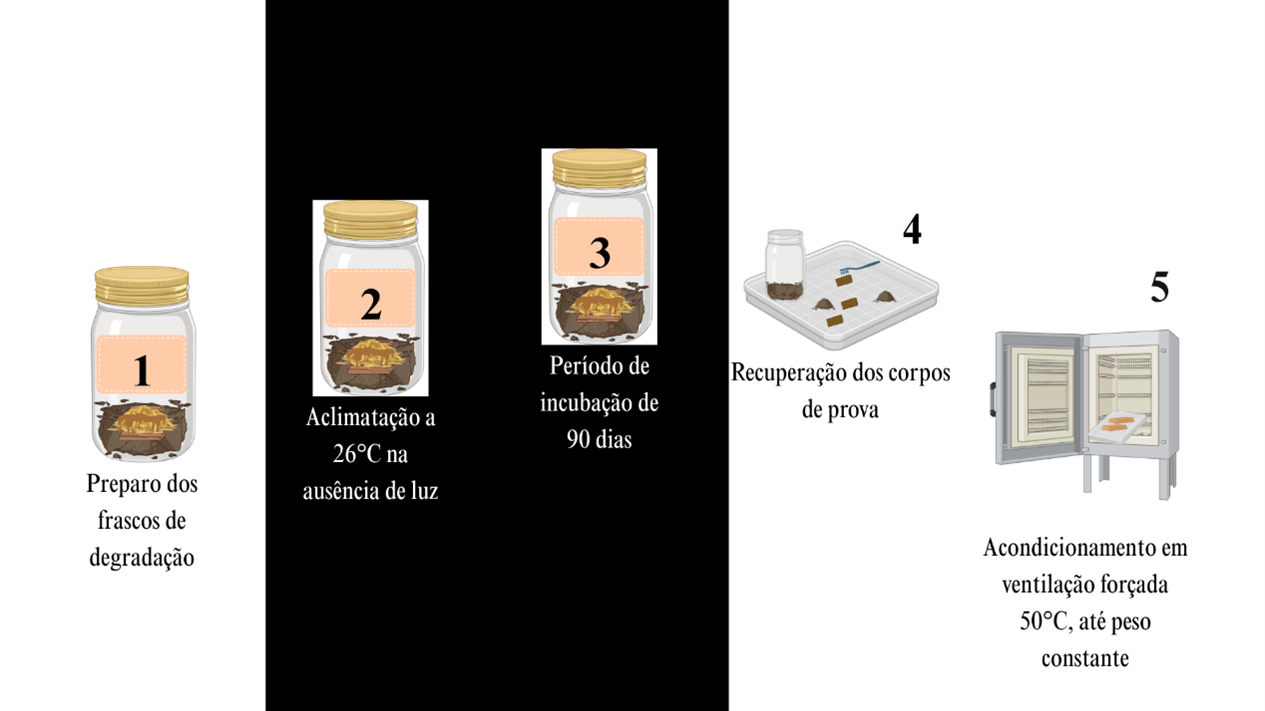 1
Preparo dos
frascos de
degradação
2
Aclimatação a
26°C na
ausência de luz
3
Período de
incubação de
90 dias
4
Recuperação dos corpos
de prova
5
Acondicionamento em
ventilação forçada
50°C, até peso
constante